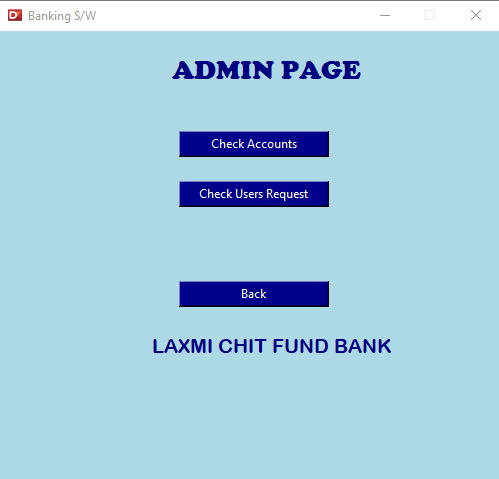 Banking S/W
ADMIN PAGE
Check Accounts
Check Users Request
Back
LAXMI CHIT FUND BANK